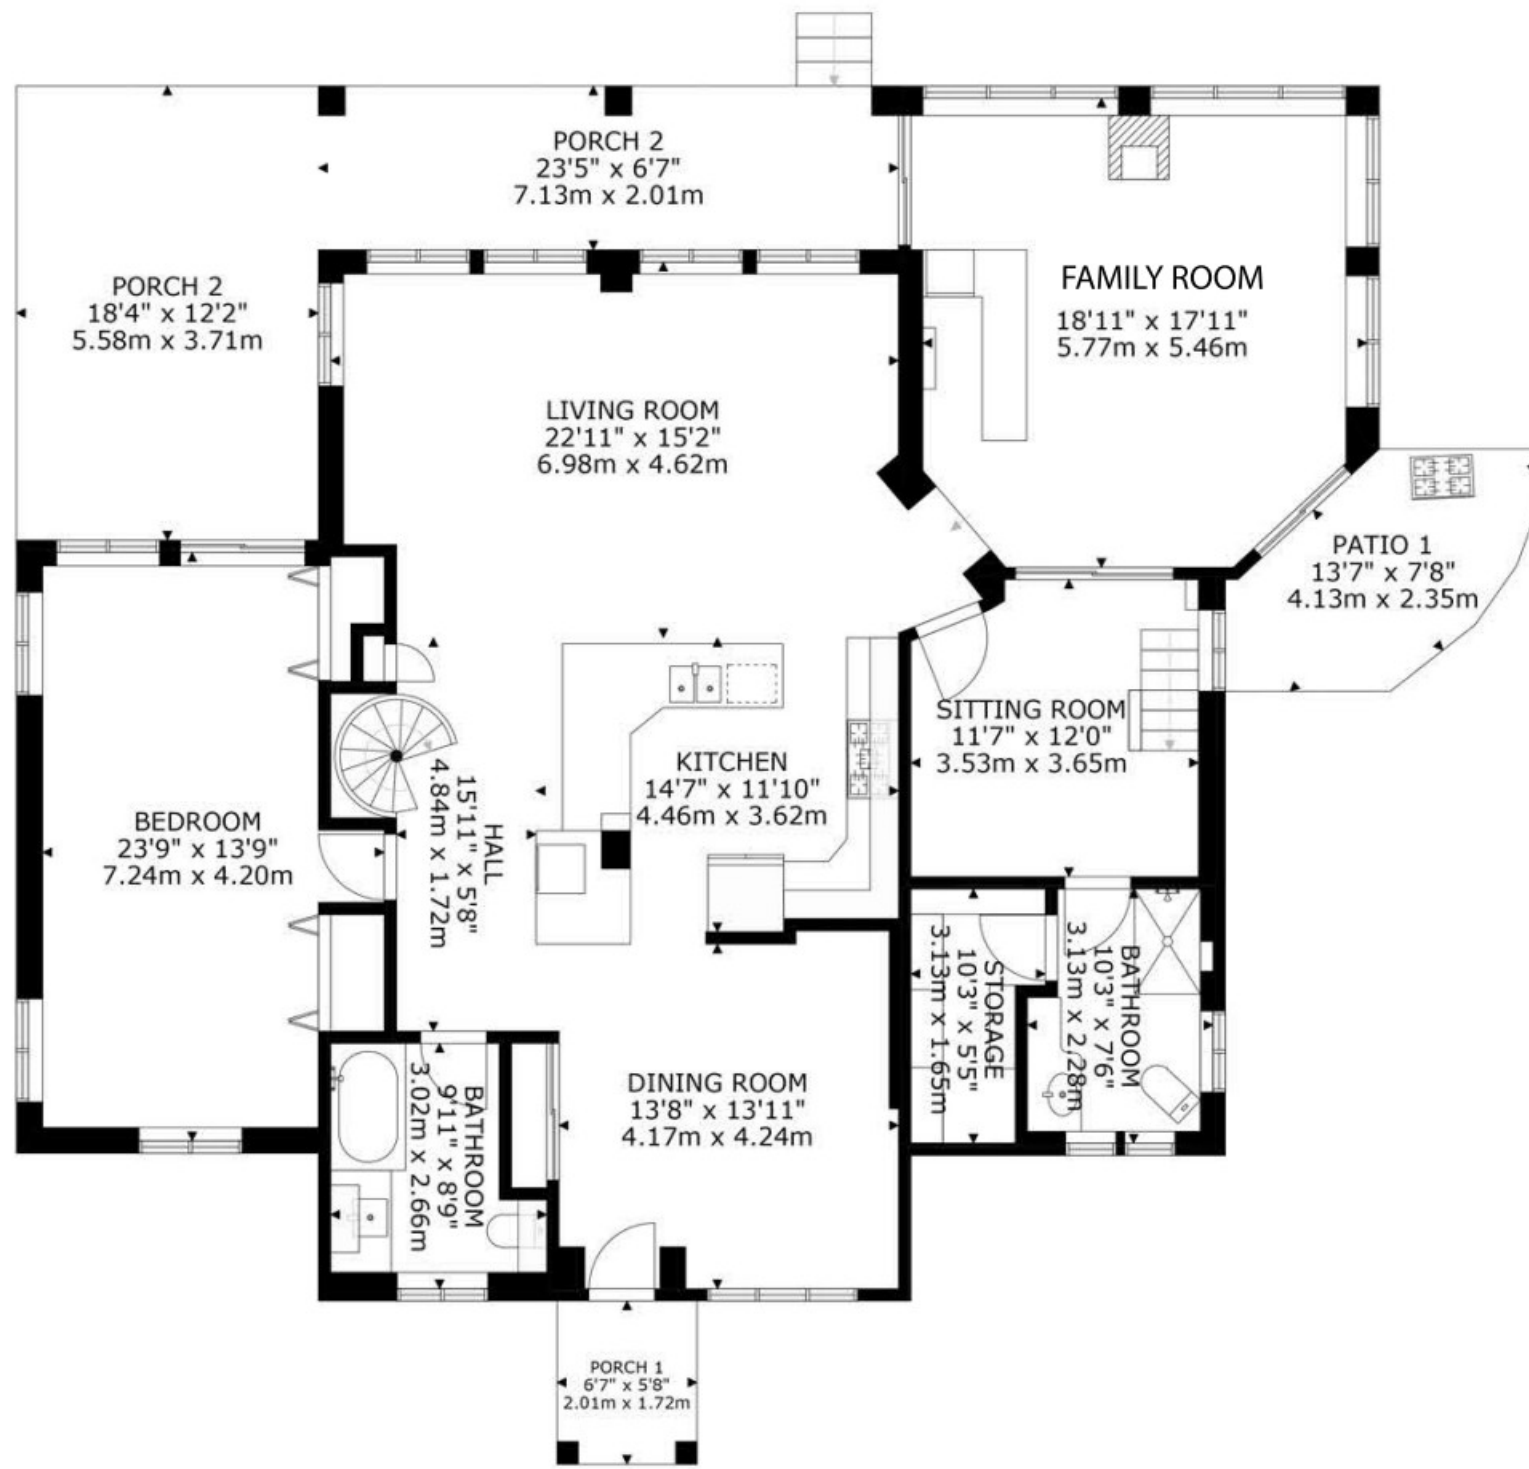 PORCH 2
23'5" x 6'7"
7.13m x 2.01m
PORCH 2
18'4" x 12'2"
5.58m x 3.71m
FAMILY ROOM
18'11" x 17'11"
5.77m x 5.46m
LIVING ROOM
22'11" x 15'2"
6.98m x 4.62m
PATIO 1
13'7" x 7'8"
4.13m x 2.35m
SITTING ROOM
11'7" x 12'0"
3.53m x 3.65m
KITCHEN
14'7" x 11'10"
4.46m x 3.62m
HALL
15'11" x 5'8"
4.84m x 1.72m
BEDROOM
23'9" x 13'9"
7.24m x 4.20m
STORAGE
10'3" x 5'5"
3.13m x 1.65m
BATHROOM
10'3" x 7'6"
3.13m x 2.28m
BATHROOM
9'11" x 8'9"
3.02m x 2.66m
DINING ROOM
13'8" x 13'11"
4.17m x 4.24m
PORCH 1
6'7" x 5'8"
2.01m x 1.72m